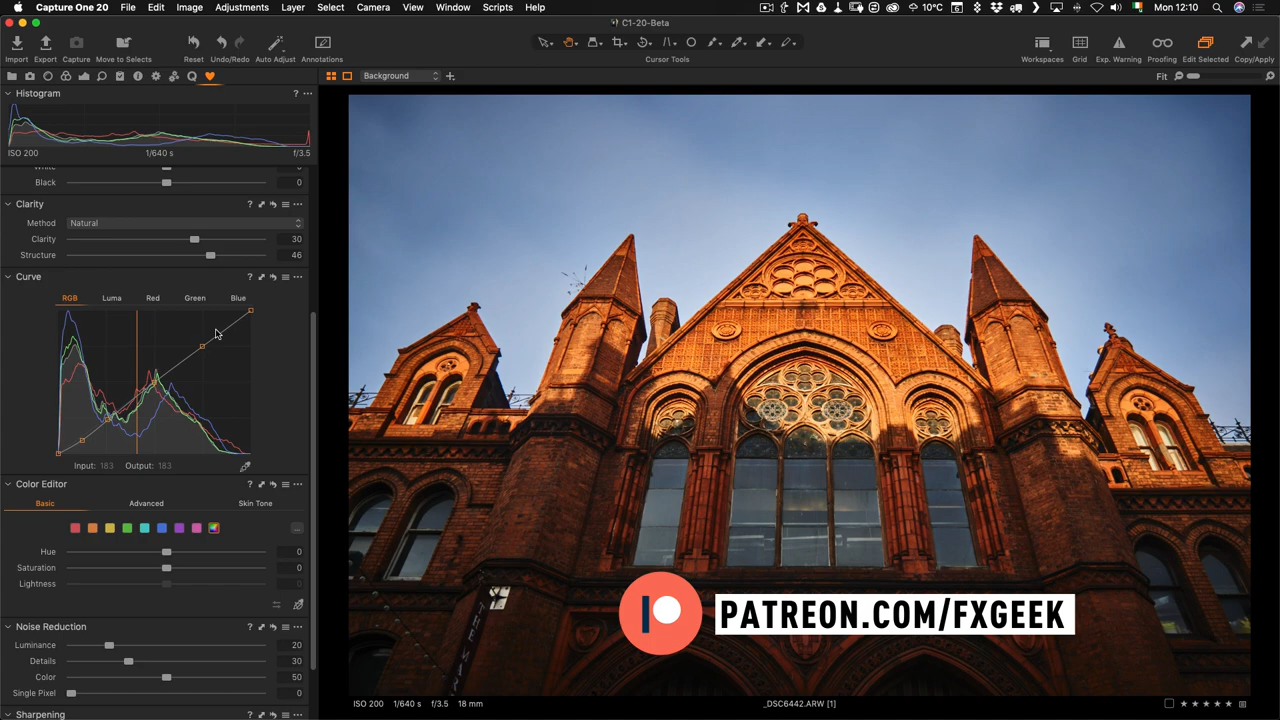 Capture One 20 File Edit Image Adjustments Layer Select Camera View Window Scripts Help 10°C Mon 12:10
C1-20-Beta
Import Export Capture Move to Selects Reset Undo/Redo Auto Adjust Annotations Cursor Tools Workspaces Grid Exp. Warning Proofing Edit Selected Copy/Apply
Background Fit
Histogram ?
ISO 200 1/640 s f/3.5
White 0
Black 0
Clarity ?
Method Natural
Clarity 30
Structure 46
Curve ?
RGB Luma Red Green Blue
Input: 183 Output: 183
Color Editor ?
Basic Advanced Skin Tone
Hue 0
Saturation 0
Lightness 0
Noise Reduction ?
Luminance 20
Details 30
Color 50
Single Pixel 0
Sharpening ?
PATREON.COM/FXGEEK
ISO 200 1/640 s f/3.5 18 mm _DSC6442.ARW [1]